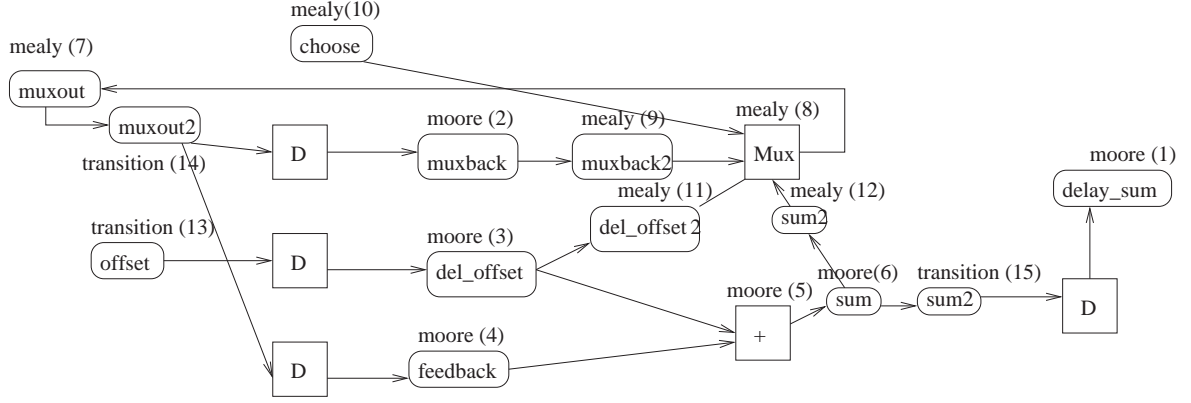 mealy(10)
choose
mealy (7)
muxout
muxout2
transition (14)
D
moore (2)
muxback
mealy (9)
muxback2
mealy (8)
Mux
moore (1)
delay_sum
mealy (11)
del_offset 2
mealy (12)
sum2
transition (13)
offset
D
moore (3)
del_offset
moore (5)
+
moore(6)
sum
transition (15)
sum2
D
D
moore (4)
feedback